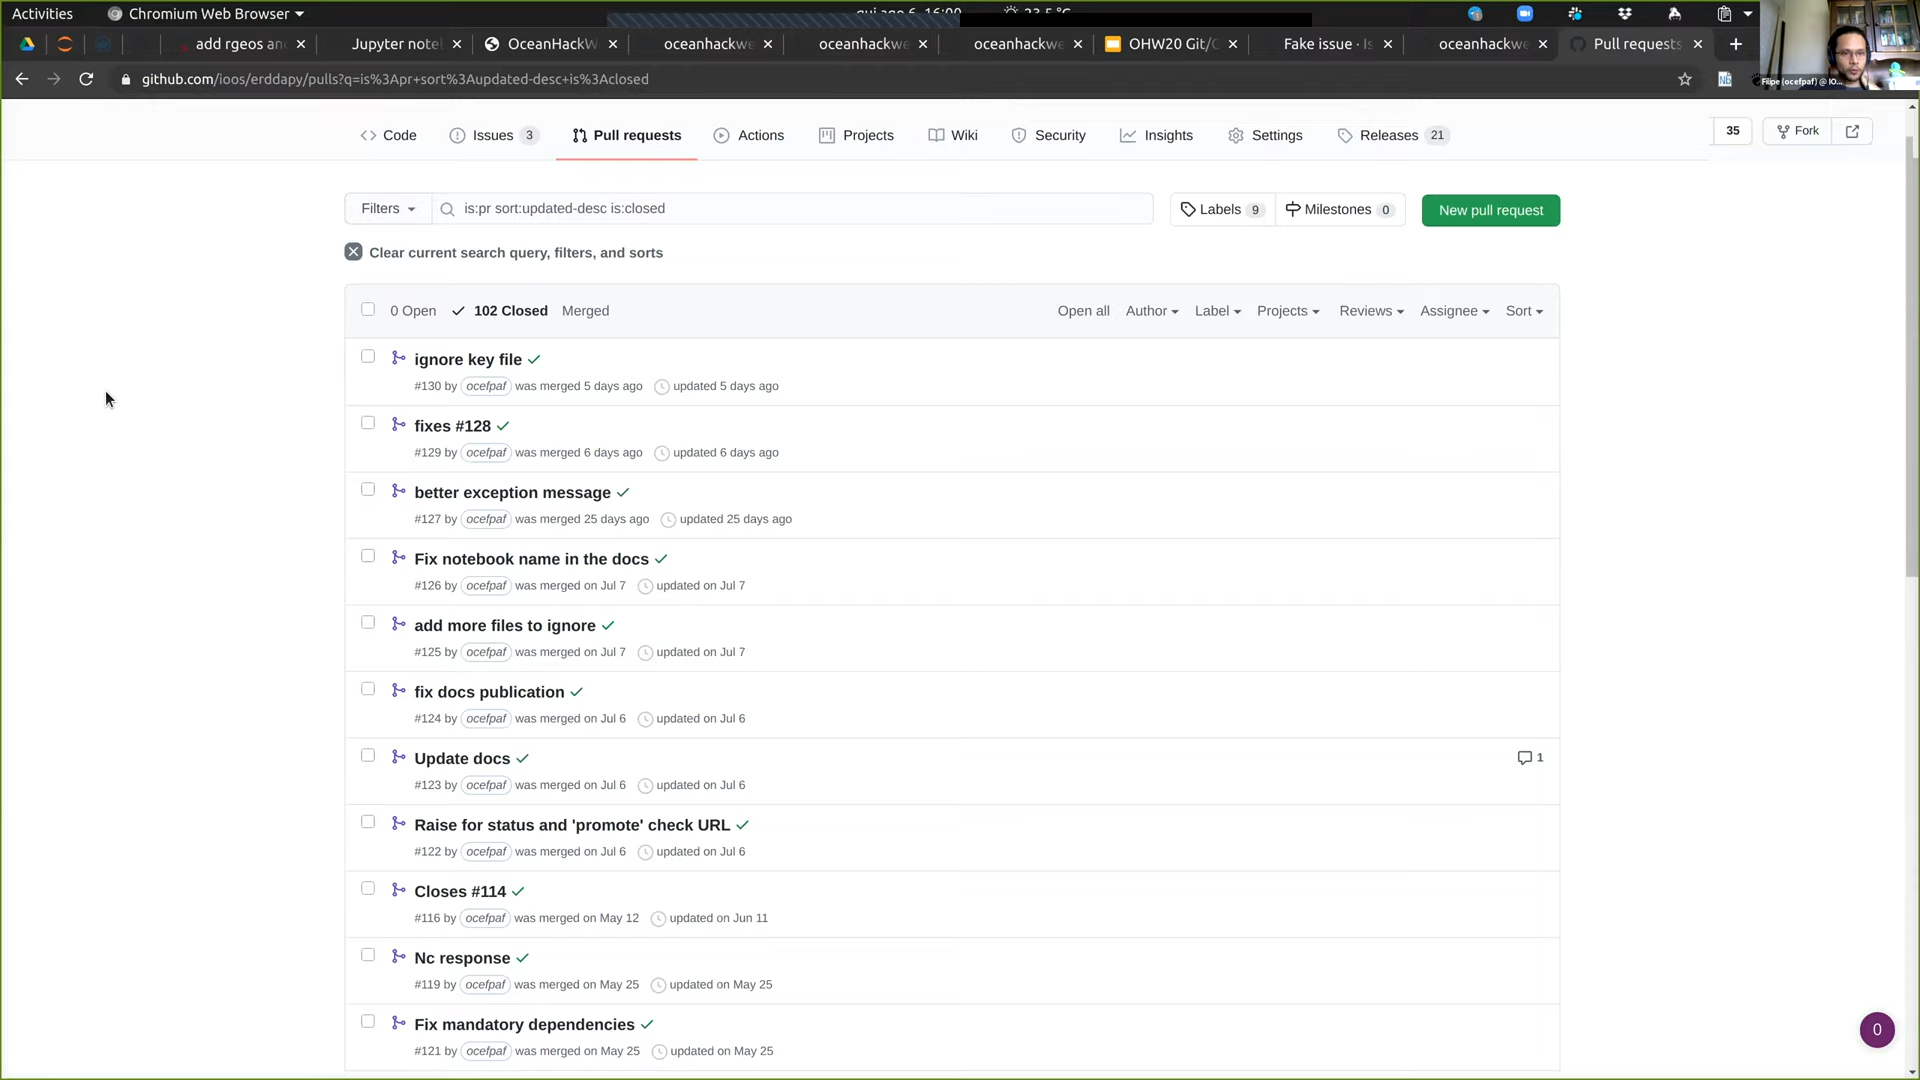 Activities Chromium Web Browser
add rgeos an Jupyter note OceanHackW oceanhackwe oceanhackwe oceanhackwe OHW20 Git/ Fake issue · Is oceanhackwe Pull requests
github.com/ioos/erddapy/pulls?q=is%3Apr+sort%3Aupdated-desc+is%3Aclosed
Filipe (ocefpaf) @ IO...
Code Issues 3 Pull requests Actions Projects Wiki Security Insights Settings Releases 21 35 Fork
Filters is:pr sort:updated-desc is:closed Labels 9 Milestones 0 New pull request
Clear current search query, filters, and sorts
0 Open 102 Closed Merged Open all Author Label Projects Reviews Assignee Sort
ignore key file
#130 by ocefpaf was merged 5 days ago updated 5 days ago
fixes #128
#129 by ocefpaf was merged 6 days ago updated 6 days ago
better exception message
#127 by ocefpaf was merged 25 days ago updated 25 days ago
Fix notebook name in the docs
#126 by ocefpaf was merged on Jul 7 updated on Jul 7
add more files to ignore
#125 by ocefpaf was merged on Jul 7 updated on Jul 7
fix docs publication
#124 by ocefpaf was merged on Jul 6 updated on Jul 6
Update docs 1
#123 by ocefpaf was merged on Jul 6 updated on Jul 6
Raise for status and 'promote' check URL
#122 by ocefpaf was merged on Jul 6 updated on Jul 6
Closes #114
#116 by ocefpaf was merged on May 12 updated on Jun 11
Nc response
#119 by ocefpaf was merged on May 25 updated on May 25
Fix mandatory dependencies
#121 by ocefpaf was merged on May 25 updated on May 25
0